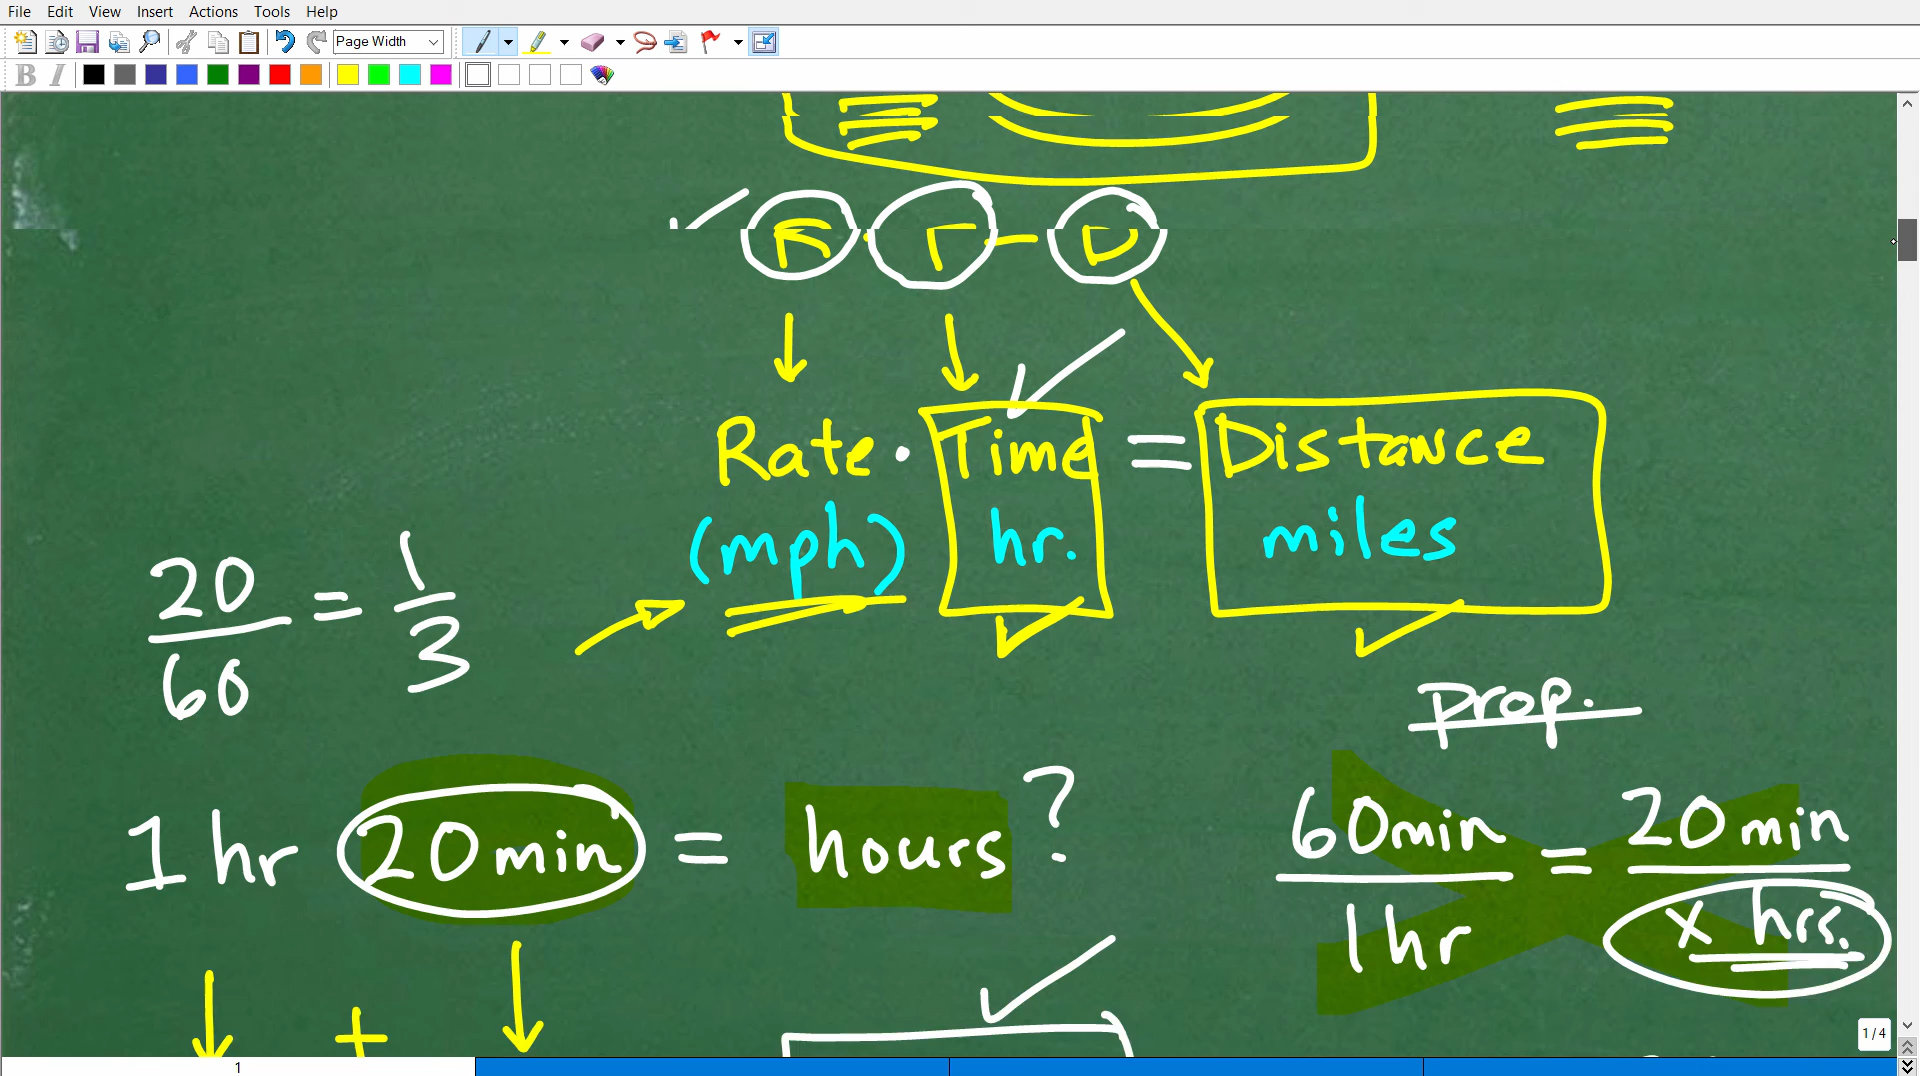 File Edit View Insert Actions Tools Help
Page Width
B I
R T - D
Rate · Time = Distance
(mph) hr. miles
20/60 = 1/3
prop.
1 hr 20 min = hours ?
60 min / 1 hr = 20 min / x hrs.
+
1 / 4
1